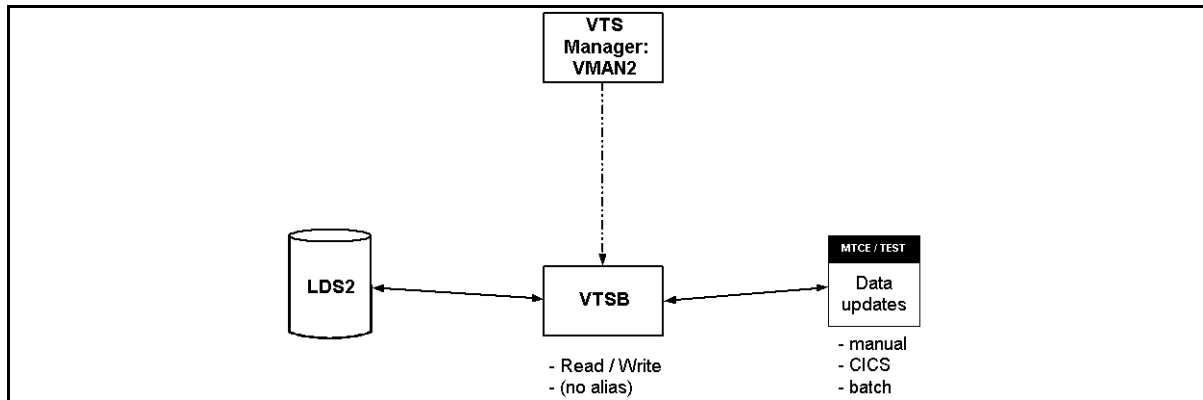 VTS
Manager:
VMAN2
LDS2
VTSB
MTCE / TEST
Data
updates
- Read / Write
- (no alias)
- manual
- CICS
- batch